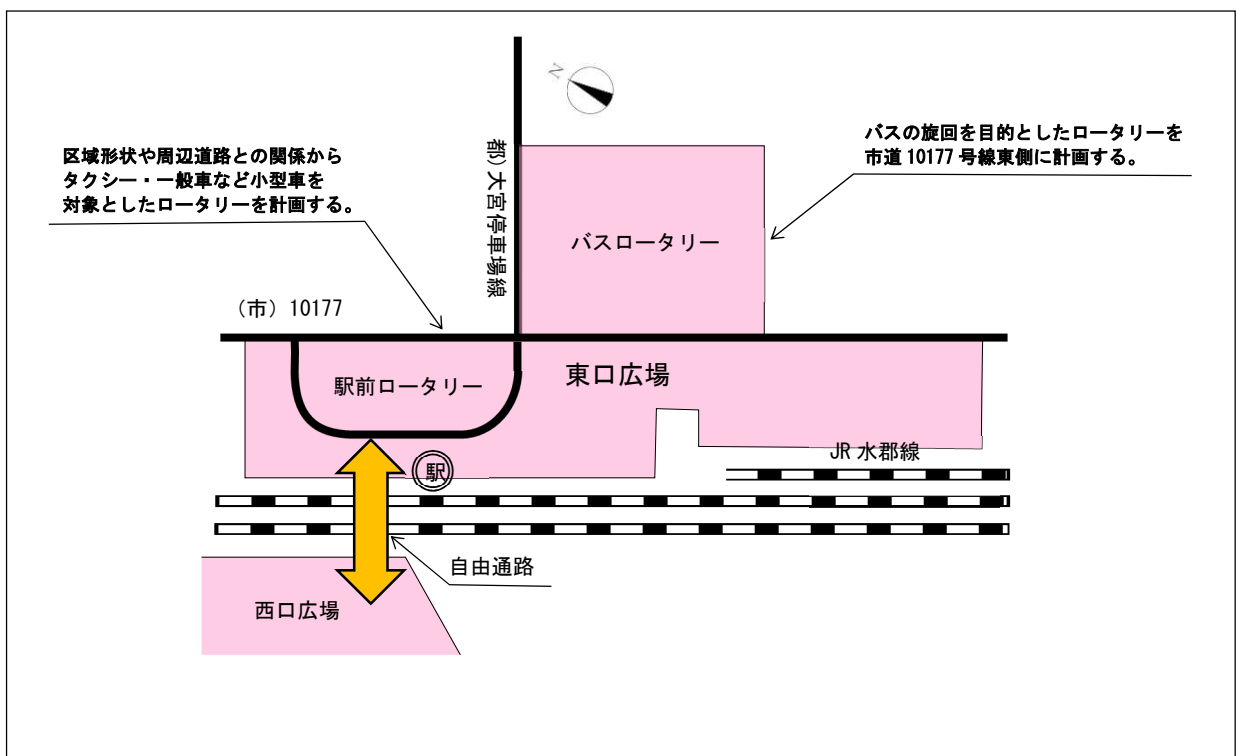 N
区域形状や周辺道路との関係から
タクシー・一般車など小型車を
対象としたロータリーを計画する。
バスの旋回を目的としたロータリーを
市道 10177 号線東側に計画する。
都）大宮停車場線
バスロータリー
（市）10177
駅前ロータリー
東口広場
駅
JR 水郡線
自由通路
西口広場